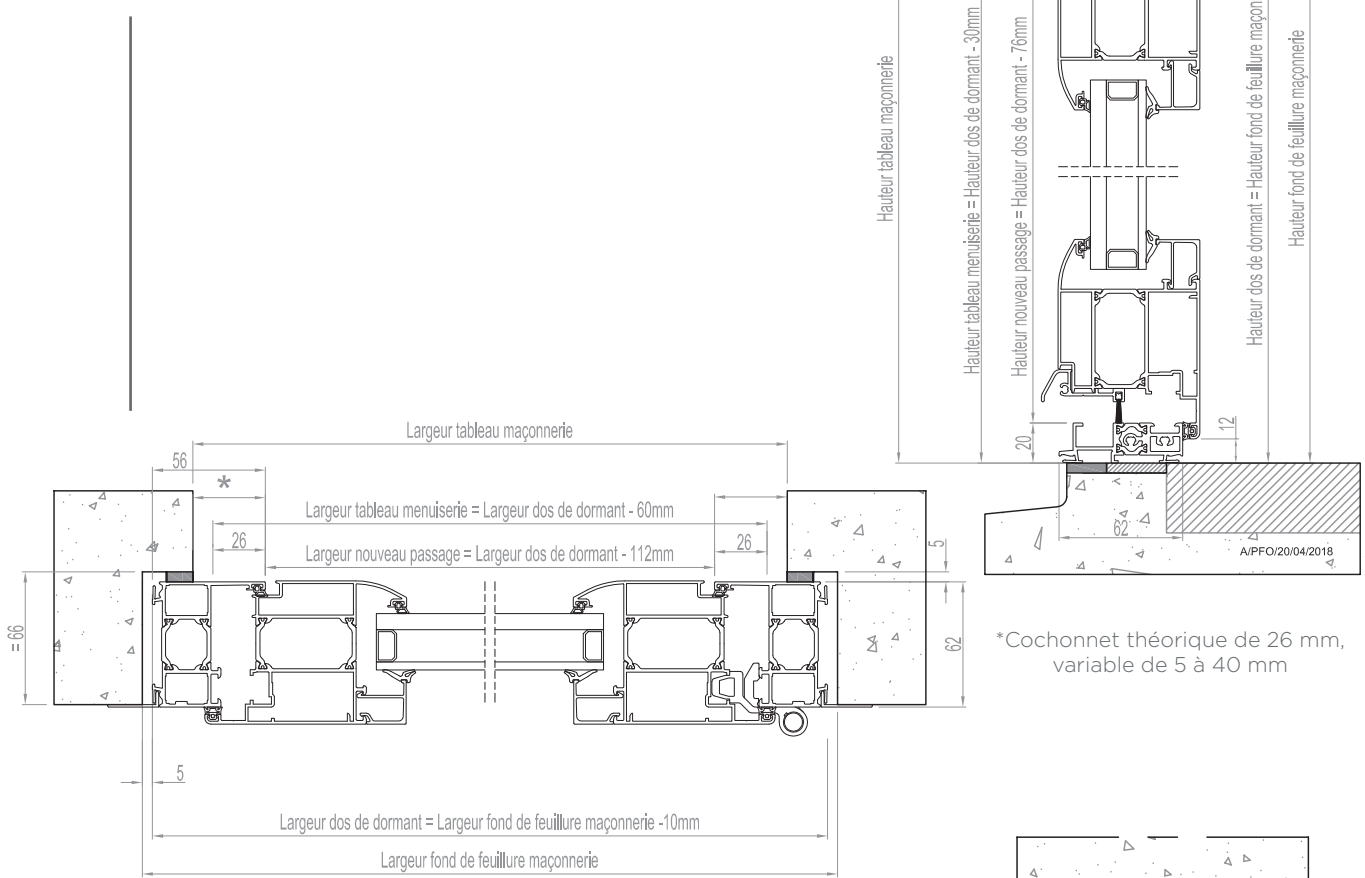 Hauteur tableau maçonnerie
Hauteur tableau menuiserie = Hauteur dos de dormant - 30mm
Hauteur nouveau passage = Hauteur dos de dormant - 76mm
Hauteur dos de dormant = Hauteur fond de feuillure maçon
Hauteur fond de feuillure maçonnerie
20
12
62
A/PFO/20/04/2018
Largeur tableau maçonnerie
56
*
Largeur tableau menuiserie = Largeur dos de dormant - 60mm
26
26
Largeur nouveau passage = Largeur dos de dormant - 112mm
5
= 66
62
5
Largeur dos de dormant = Largeur fond de feuillure maçonnerie -10mm
Largeur fond de feuillure maçonnerie
*Cochonnet théorique de 26 mm,
variable de 5 à 40 mm